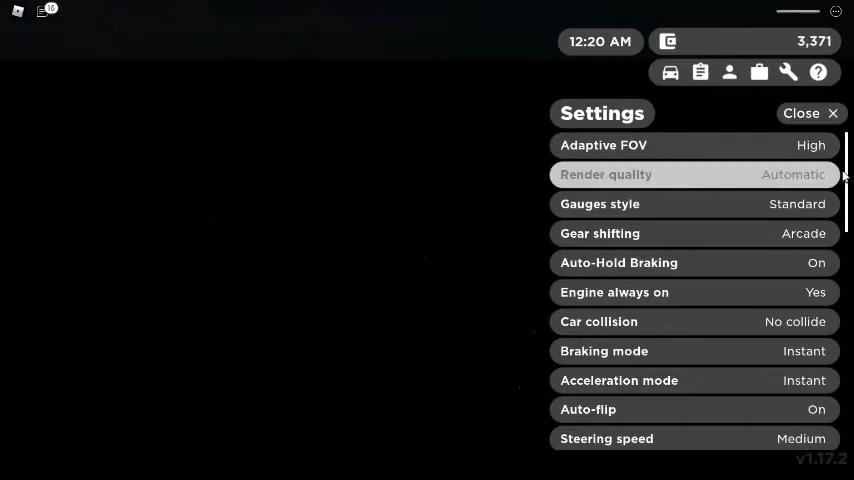 16
12:20 AM
3,371
Settings
Close
Adaptive FOV High
Render quality Automatic
Gauges style Standard
Gear shifting Arcade
Auto-Hold Braking On
Engine always on Yes
Car collision No collide
Braking mode Instant
Acceleration mode Instant
Auto-flip On
Steering speed Medium
v1.17.2